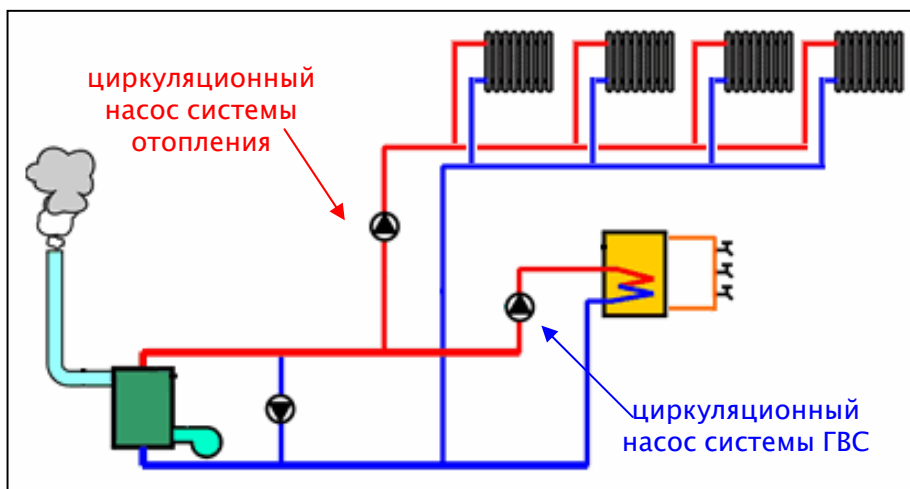 циркуляционный
насос системы
отопления
циркуляционный
насос системы ГВС